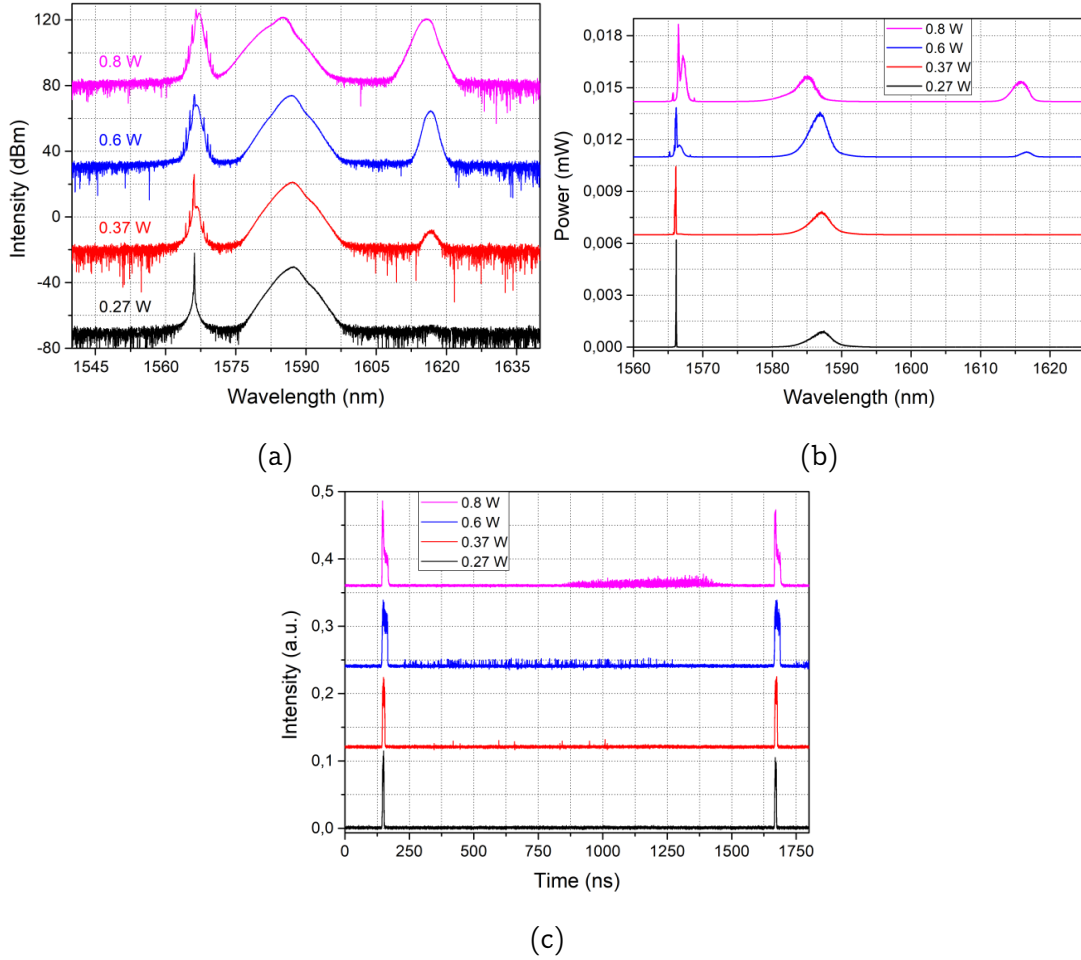 120
80
40
0
-40
-80
Intensity (dBm)
0.8 W
0.6 W
0.37 W
0.27 W
1545 1560 1575 1590 1605 1620 1635
Wavelength (nm)
(a)
0,018
0,015
0,012
0,009
0,006
0,003
0,000
Power (mW)
0.8 W
0.6 W
0.37 W
0.27 W
1560 1570 1580 1590 1600 1610 1620
Wavelength (nm)
(b)
0,5
0,4
0,3
0,2
0,1
0,0
Intensity (a.u.)
0.8 W
0.6 W
0.37 W
0.27 W
0 250 500 750 1000 1250 1500 1750
Time (ns)
(c)